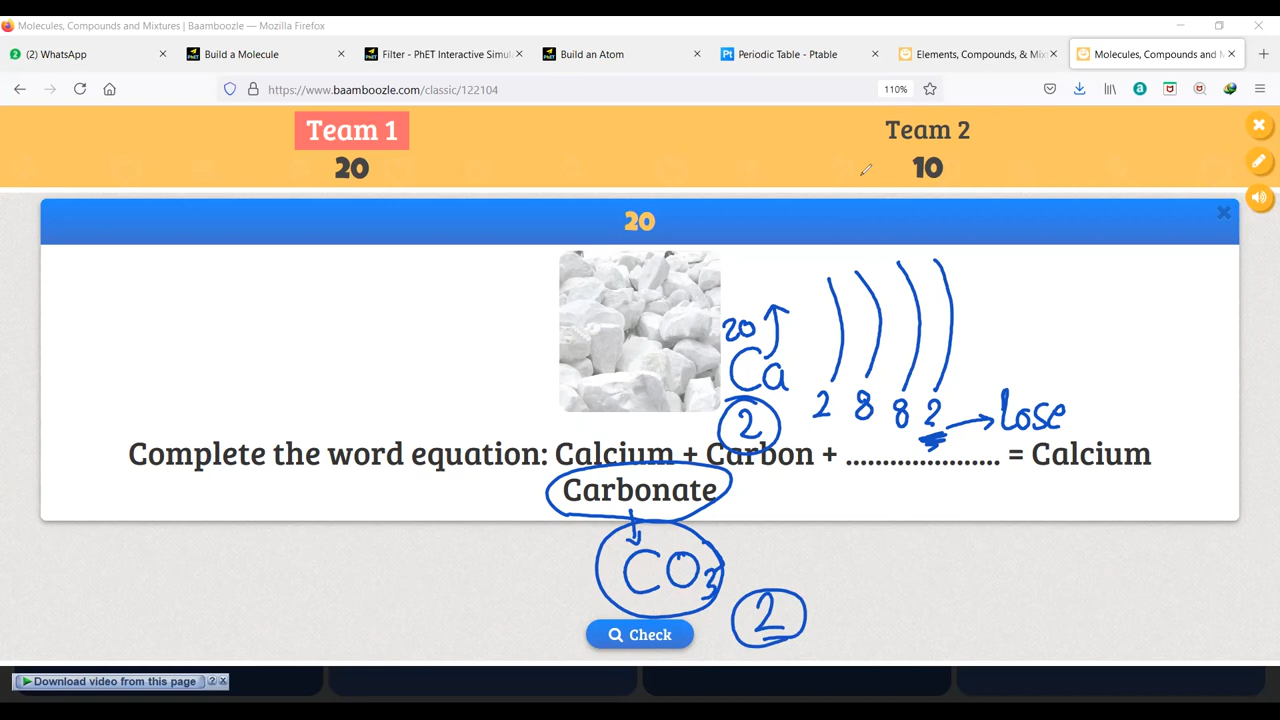 Molecules, Compounds and Mixtures | Baamboozle — Mozilla Firefox
(2) WhatsApp
Build a Molecule
Filter - PhET Interactive Simula
Build an Atom
Pt Periodic Table - Ptable
Elements, Compounds, & Mix
Molecules, Compounds and M
https://www.baamboozle.com/classic/122104
110%
Team 1
Team 2
20
10
20
20
Ca
2
2 8 8 2 → Lose
Complete the word equation: Calcium + Carbon + ...................... = Calcium
Carbonate
CO3
2
Check
Download video from this page ? x